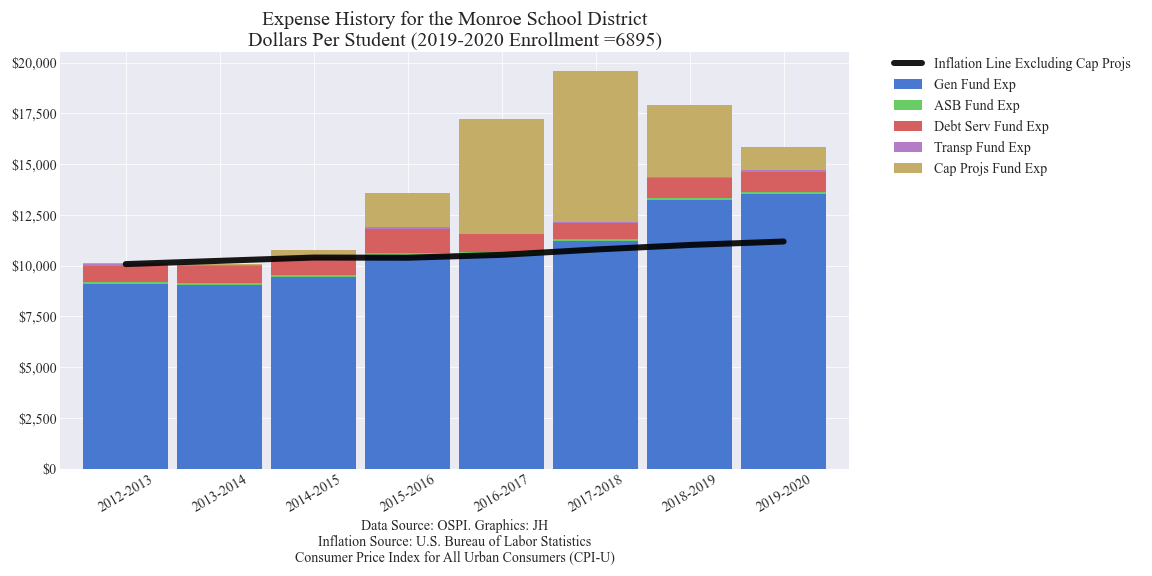 Expense History for the Monroe School District
Dollars Per Student (2019-2020 Enrollment =6895)
$20,000
$17,500
$15,000
$12,500
$10,000
$7,500
$5,000
$2,500
$0
2012-2013
2013-2014
2014-2015
2015-2016
2016-2017
2017-2018
2018-2019
2019-2020
Inflation Line Excluding Cap Projs
Gen Fund Exp
ASB Fund Exp
Debt Serv Fund Exp
Transp Fund Exp
Cap Projs Fund Exp
Data Source: OSPI. Graphics: JH
Inflation Source: U.S. Bureau of Labor Statistics
Consumer Price Index for All Urban Consumers (CPI-U)